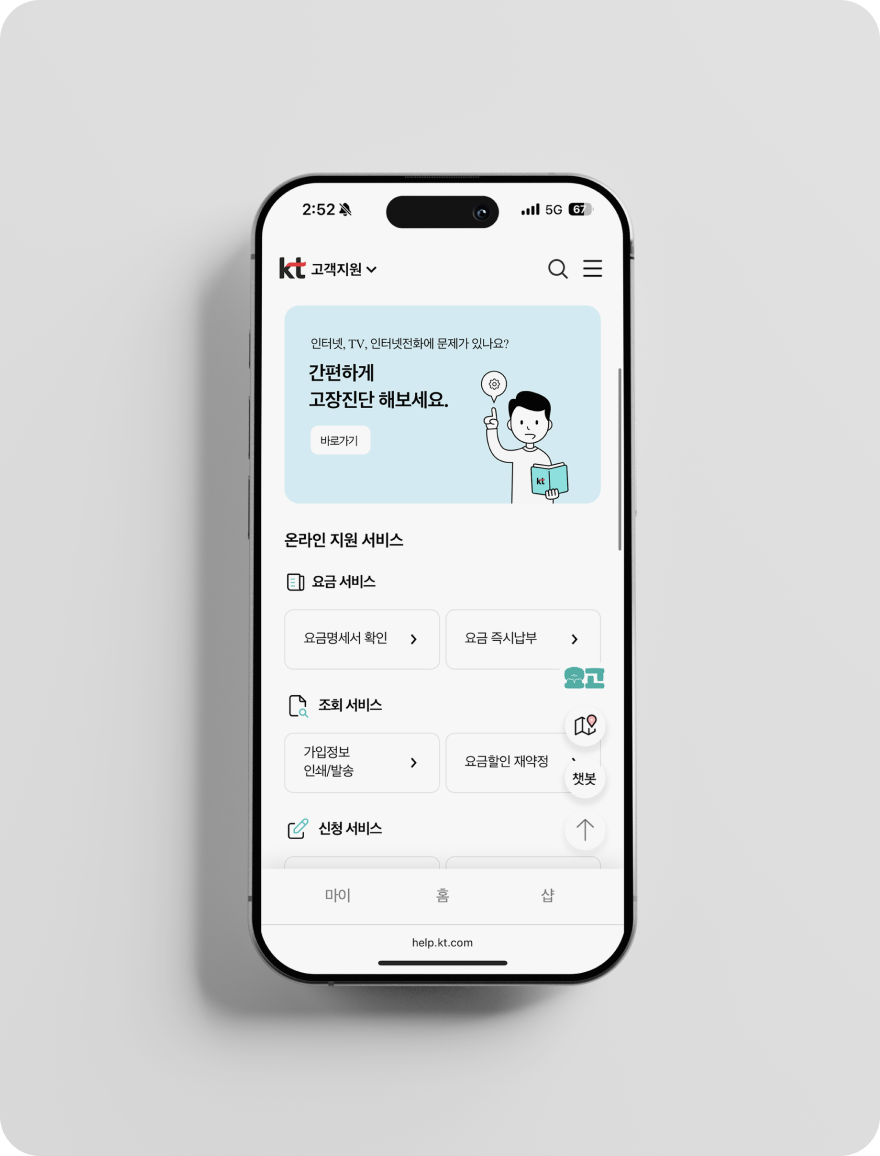 2:52
5G
67
kt 고객지원
인터넷, TV, 인터넷전화에 문제가 있나요?
간편하게
고장진단 해보세요.
바로가기
kt
온라인 지원 서비스
요금 서비스
요금명세서 확인
요금 즉시납부
요고
조회 서비스
가입정보
인쇄/발송
요금할인 재약정
챗봇
신청 서비스
마이
홈
샵
help.kt.com